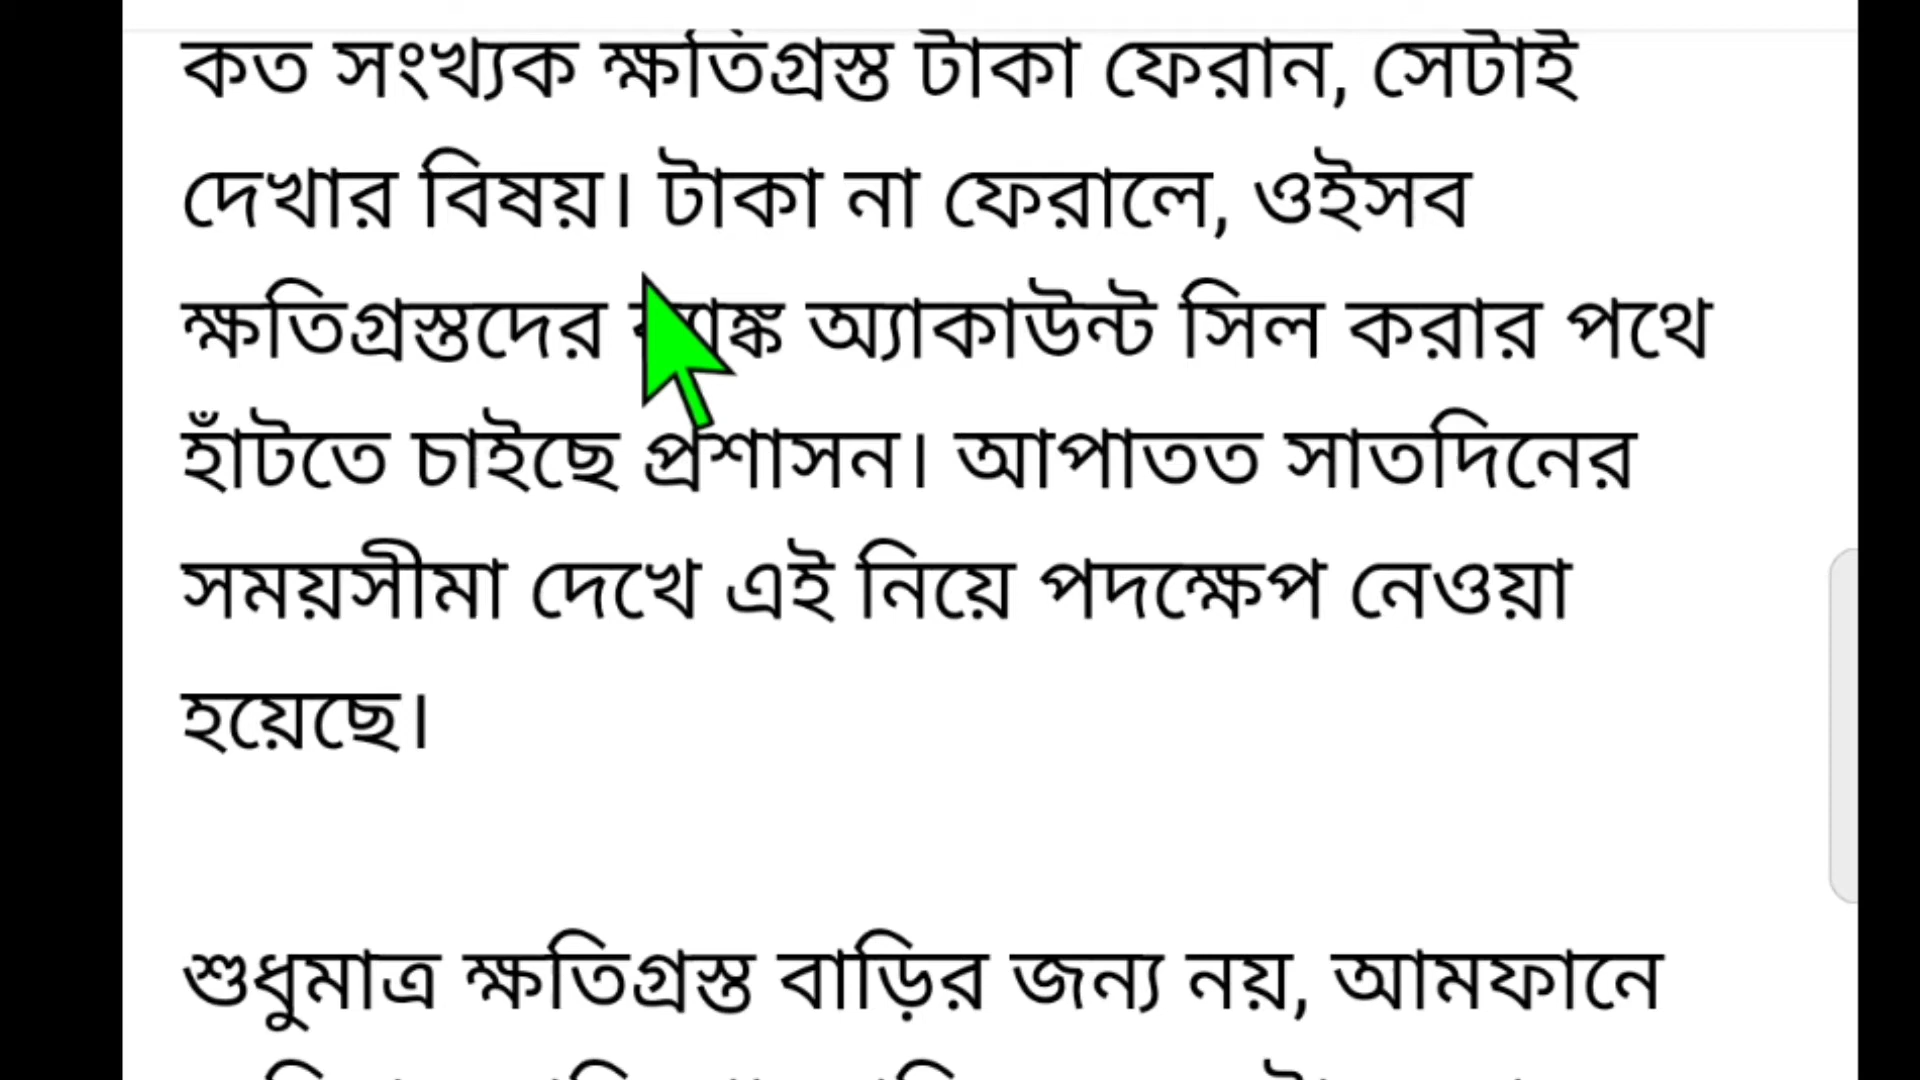 কত সংখ্যক ক্ষতিগ্রস্ত টাকা ফেরান, সেটাই
দেখার বিষয়। টাকা না ফেরালে, ওইসব
ক্ষতিগ্রস্তদের ব্যাঙ্ক অ্যাকাউন্ট সিল করার পথে
হাঁটতে চাইছে প্রশাসন। আপাতত সাতদিনের
সময়সীমা দেখে এই নিয়ে পদক্ষেপ নেওয়া
হয়েছে।
শুধুমাত্র ক্ষতিগ্রস্ত বাড়ির জন্য নয়, আমফানে